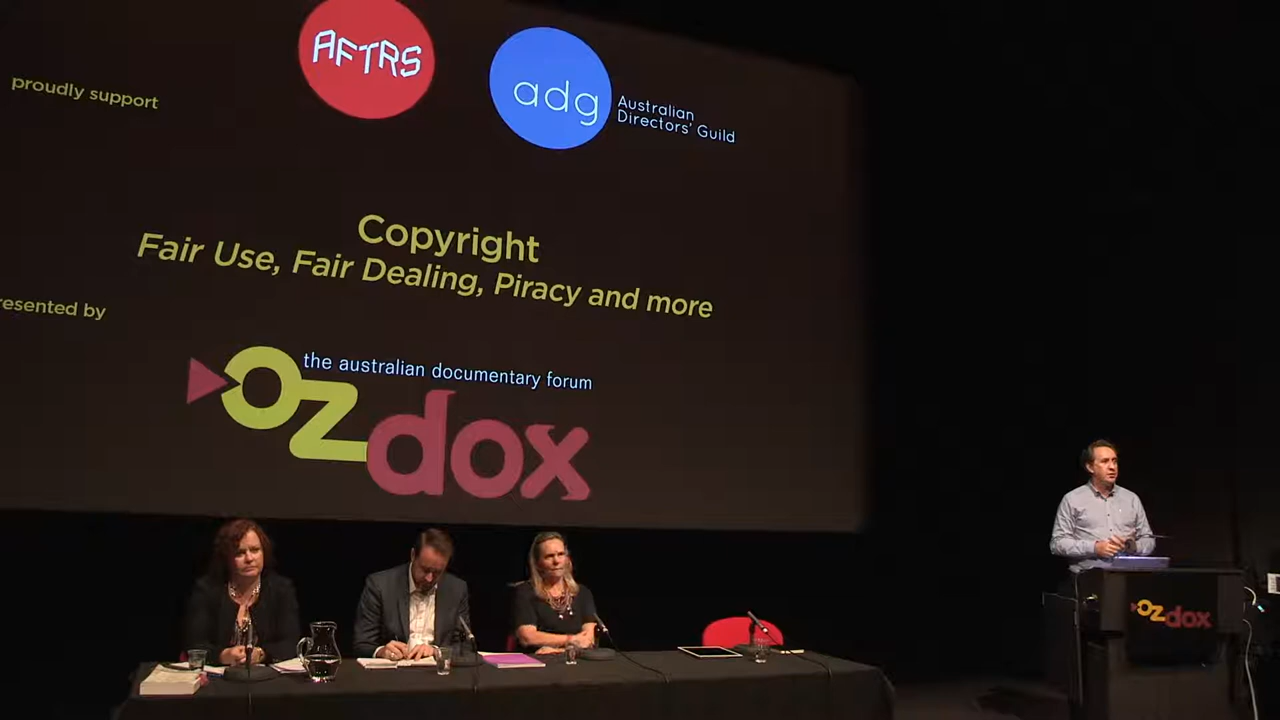 proudly support
AFTRS
adg
Australian
Directors' Guild
Copyright
Fair Use, Fair Dealing, Piracy and more
resented by
the australian documentary forum
ozdox
ozdox